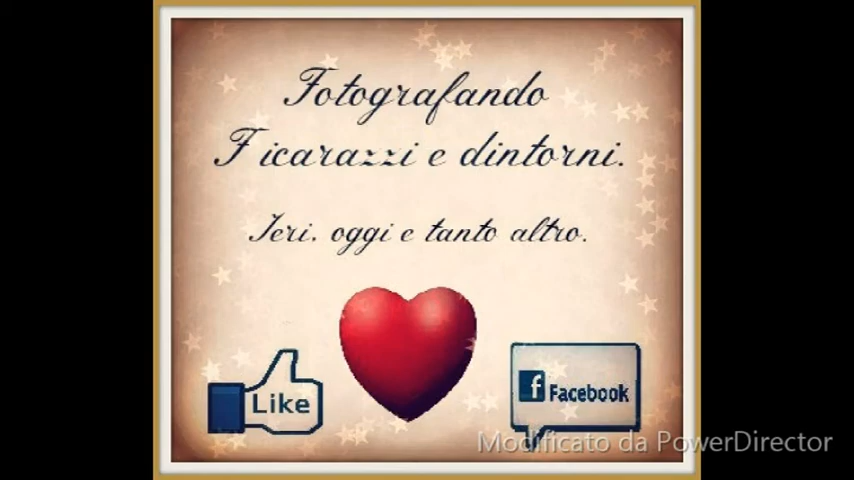 Fotografando
Ficarazzi e dintorni.
Ieri, oggi e tanto altro.
Like
f Facebook
Modificato da PowerDirector